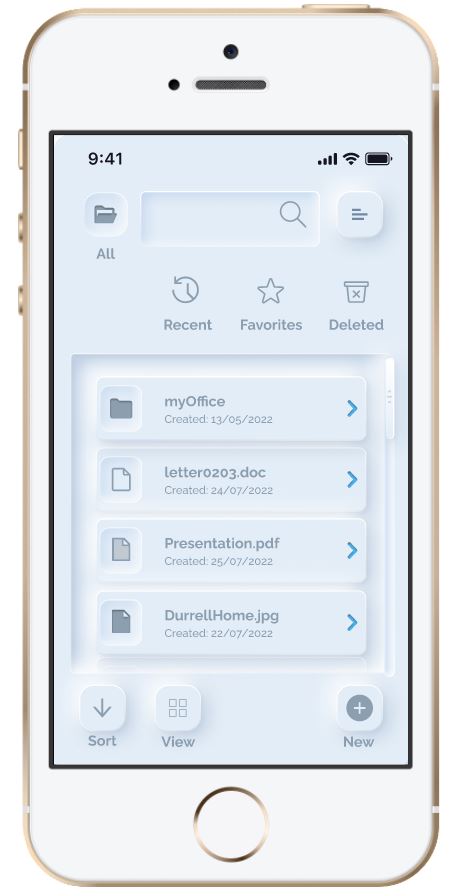 9:41
All
Recent
Favorites
Deleted
myOffice
Created: 13/05/2022
letter0203.doc
Created: 24/07/2022
Presentation.pdf
Created: 25/07/2022
DurrellHome.jpg
Created: 22/07/2022
Sort
View
New